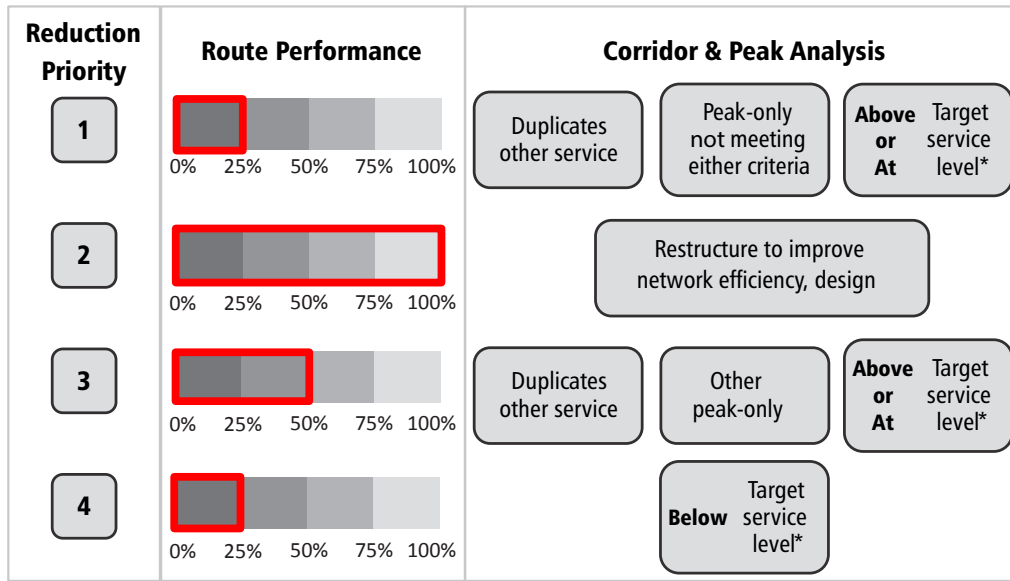 Reduction
Priority
Route Performance
Corridor & Peak Analysis
1
0% 25% 50% 75% 100%
Duplicates
other service
Peak-only
not meeting
either criteria
Above
or
At
Target
service
level*
2
0% 25% 50% 75% 100%
Restructure to improve
network efficiency, design
3
0% 25% 50% 75% 100%
Duplicates
other service
Other
peak-only
Above
or
At
Target
service
level*
4
0% 25% 50% 75% 100%
Below
Target
service
level*